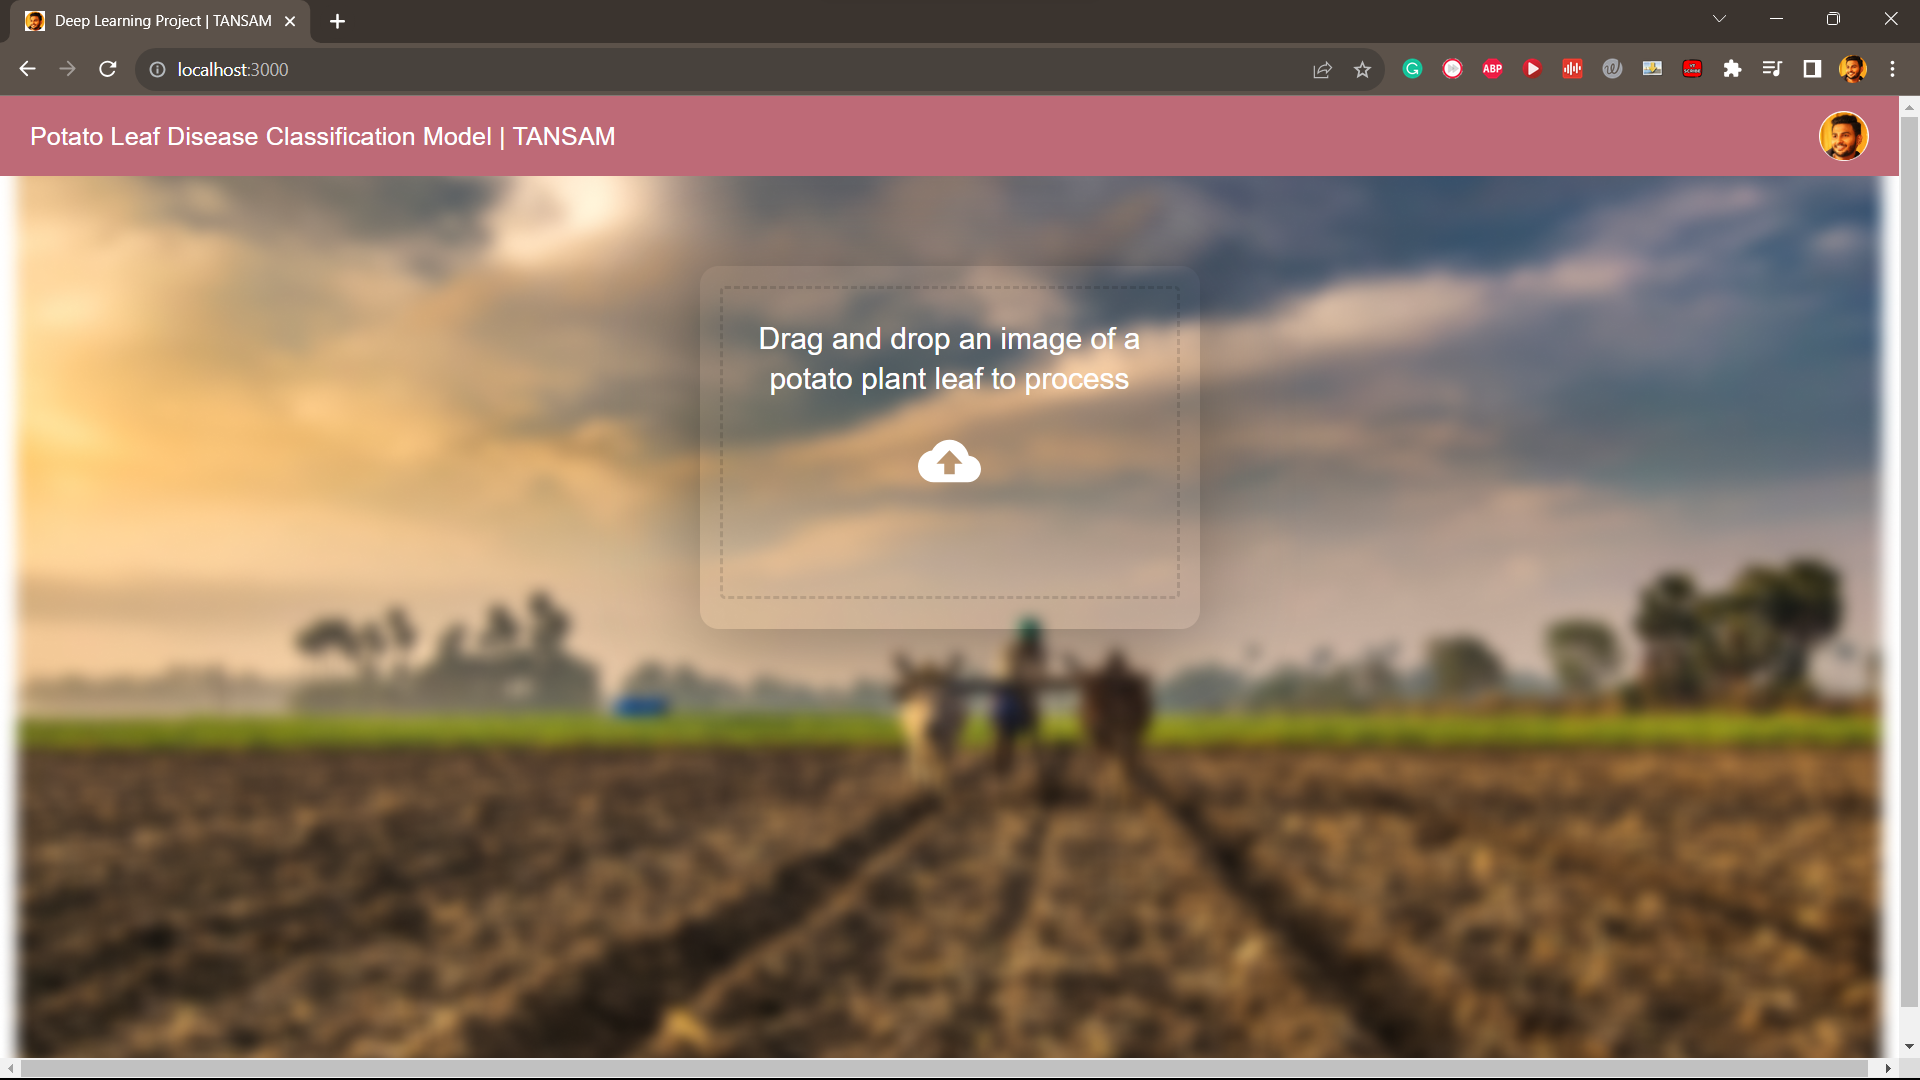 Deep Learning Project | TANSAM
localhost:3000
ABP
Potato Leaf Disease Classification Model | TANSAM
Drag and drop an image of a
potato plant leaf to process